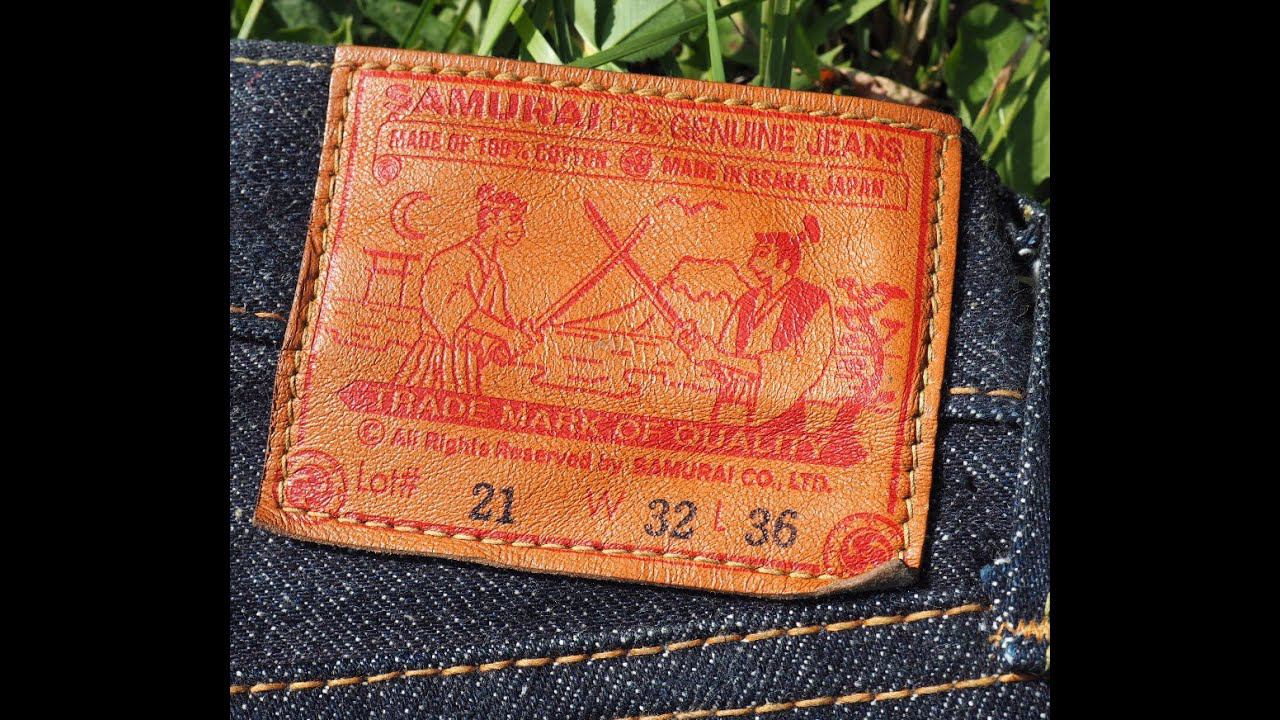 SAMURAI GENUINE JEANS
MADE OF 100% COTTON MADE IN OSAKA, JAPAN
TRADE MARK OF QUALITY
© All Rights Reserved by SAMURAI CO., LTD.
Lot# 21 W 32 L 36